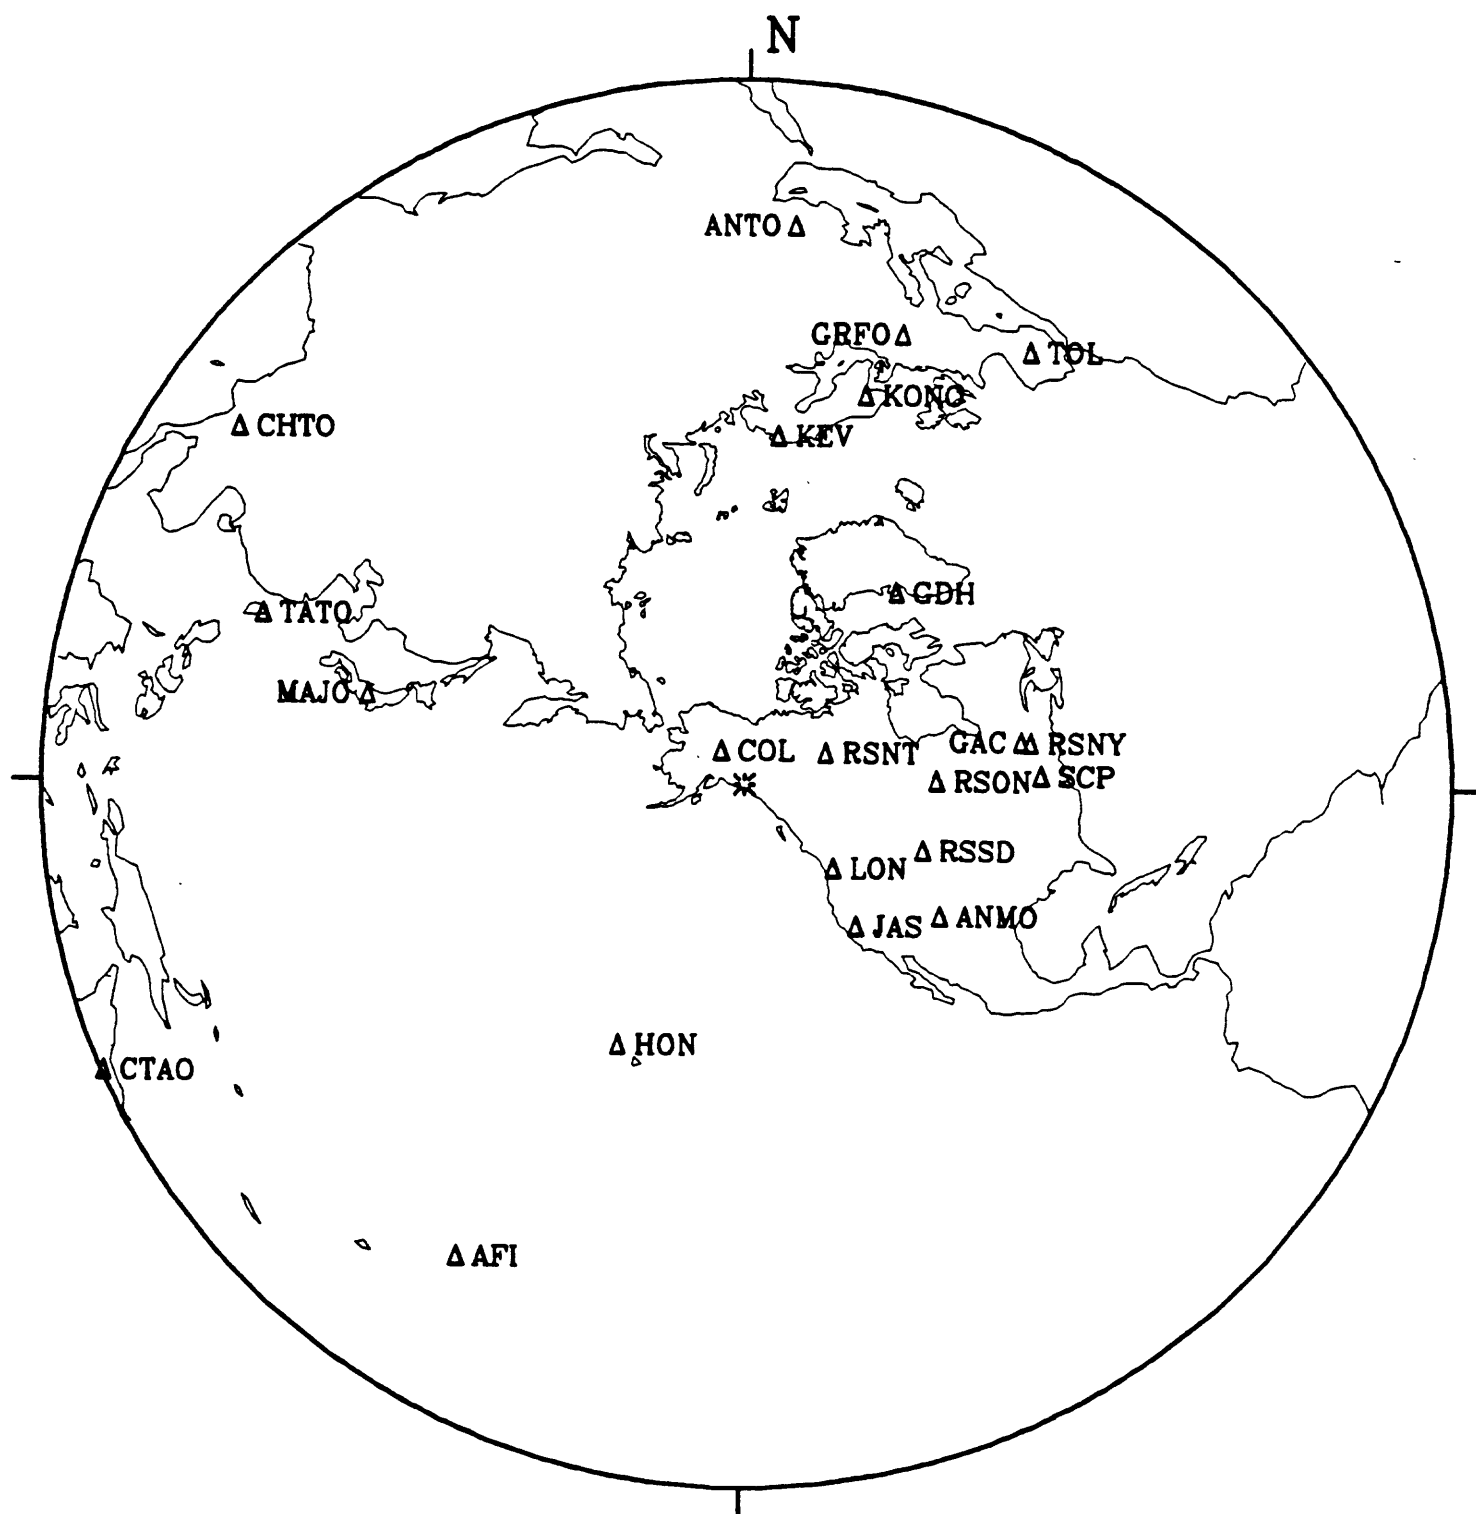 N
ANTO
GRFO
TOL
KONO
CHTO
KEV
GDH
TATO
MAJO
COL
RSNT
GAC
RSNY
RSON
SCP
RSSD
LON
ANMO
JAS
HON
CTAO
AFI